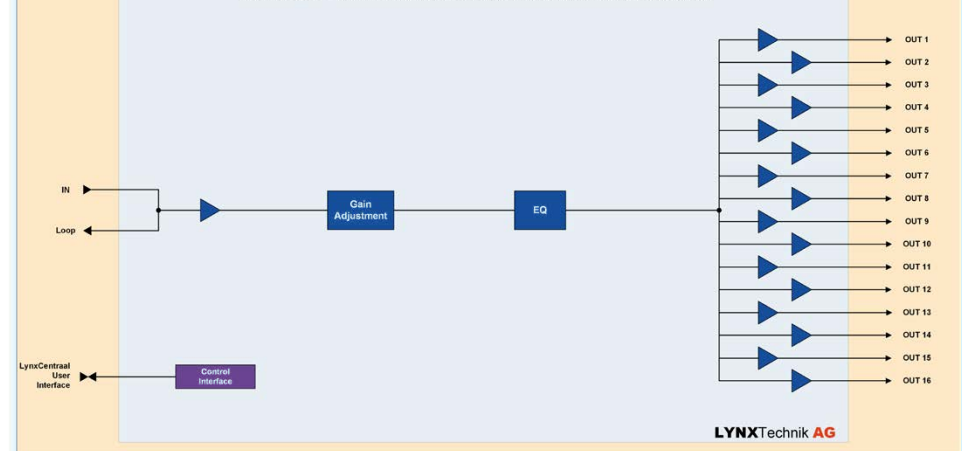 OUT 1
OUT 2
OUT 3
OUT 4
OUT 5
OUT 6
IN
Gain
Adjustment
EQ
OUT 7
OUT 8
Loop
OUT 9
OUT 10
OUT 11
OUT 12
OUT 13
OUT 14
LynxCentraal
User
Interface
Control
Interface
OUT 15
OUT 16
LYNXTechnik AG